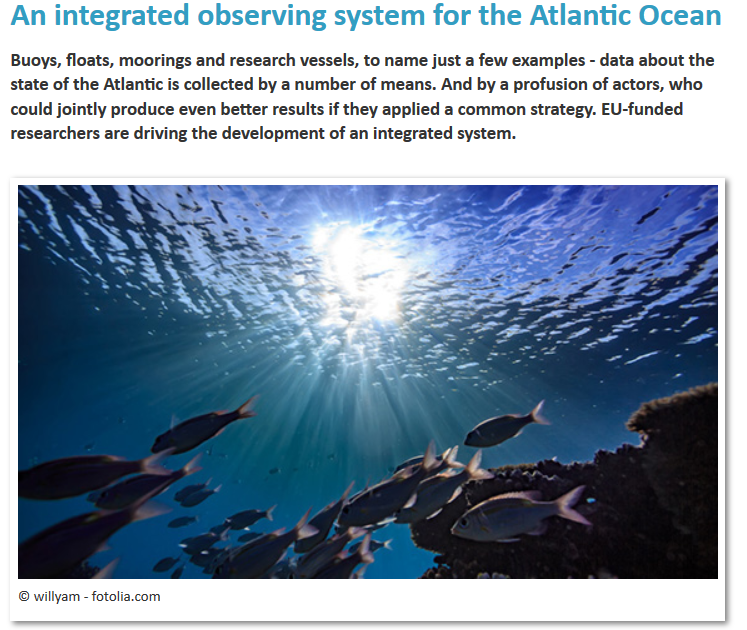 An integrated observing system for the Atlantic Ocean
Buoys, floats, moorings and research vessels, to name just a few examples - data about the
state of the Atlantic is collected by a number of means. And by a profusion of actors, who
could jointly produce even better results if they applied a common strategy. EU-funded
researchers are driving the development of an integrated system.
© willyam - fotolia.com